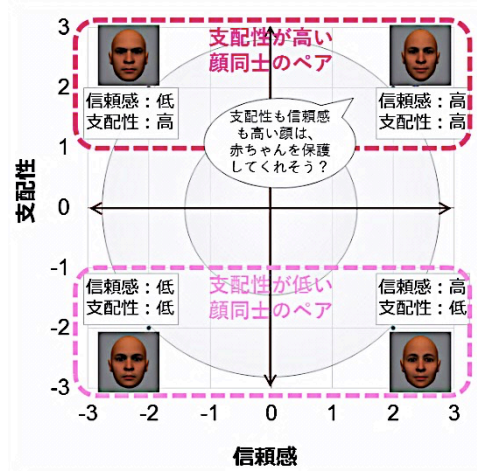 支配性が高い
顔同士のペア
信頼感：低
支配性：高
信頼感：高
支配性：高
支配性も信頼感
も高い顔は、
赤ちゃんを保護
してくれそう？
支配性
3
2
1
0
-1
-2
-3
支配性が低い
顔同士のペア
信頼感：低
支配性：低
信頼感：高
支配性：低
-3
-2
-1
0
1
2
3
信頼感